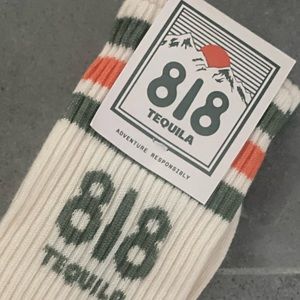 818
TEQUILA
ADVENTURE RESPONSIBLY
818
TEQUILA